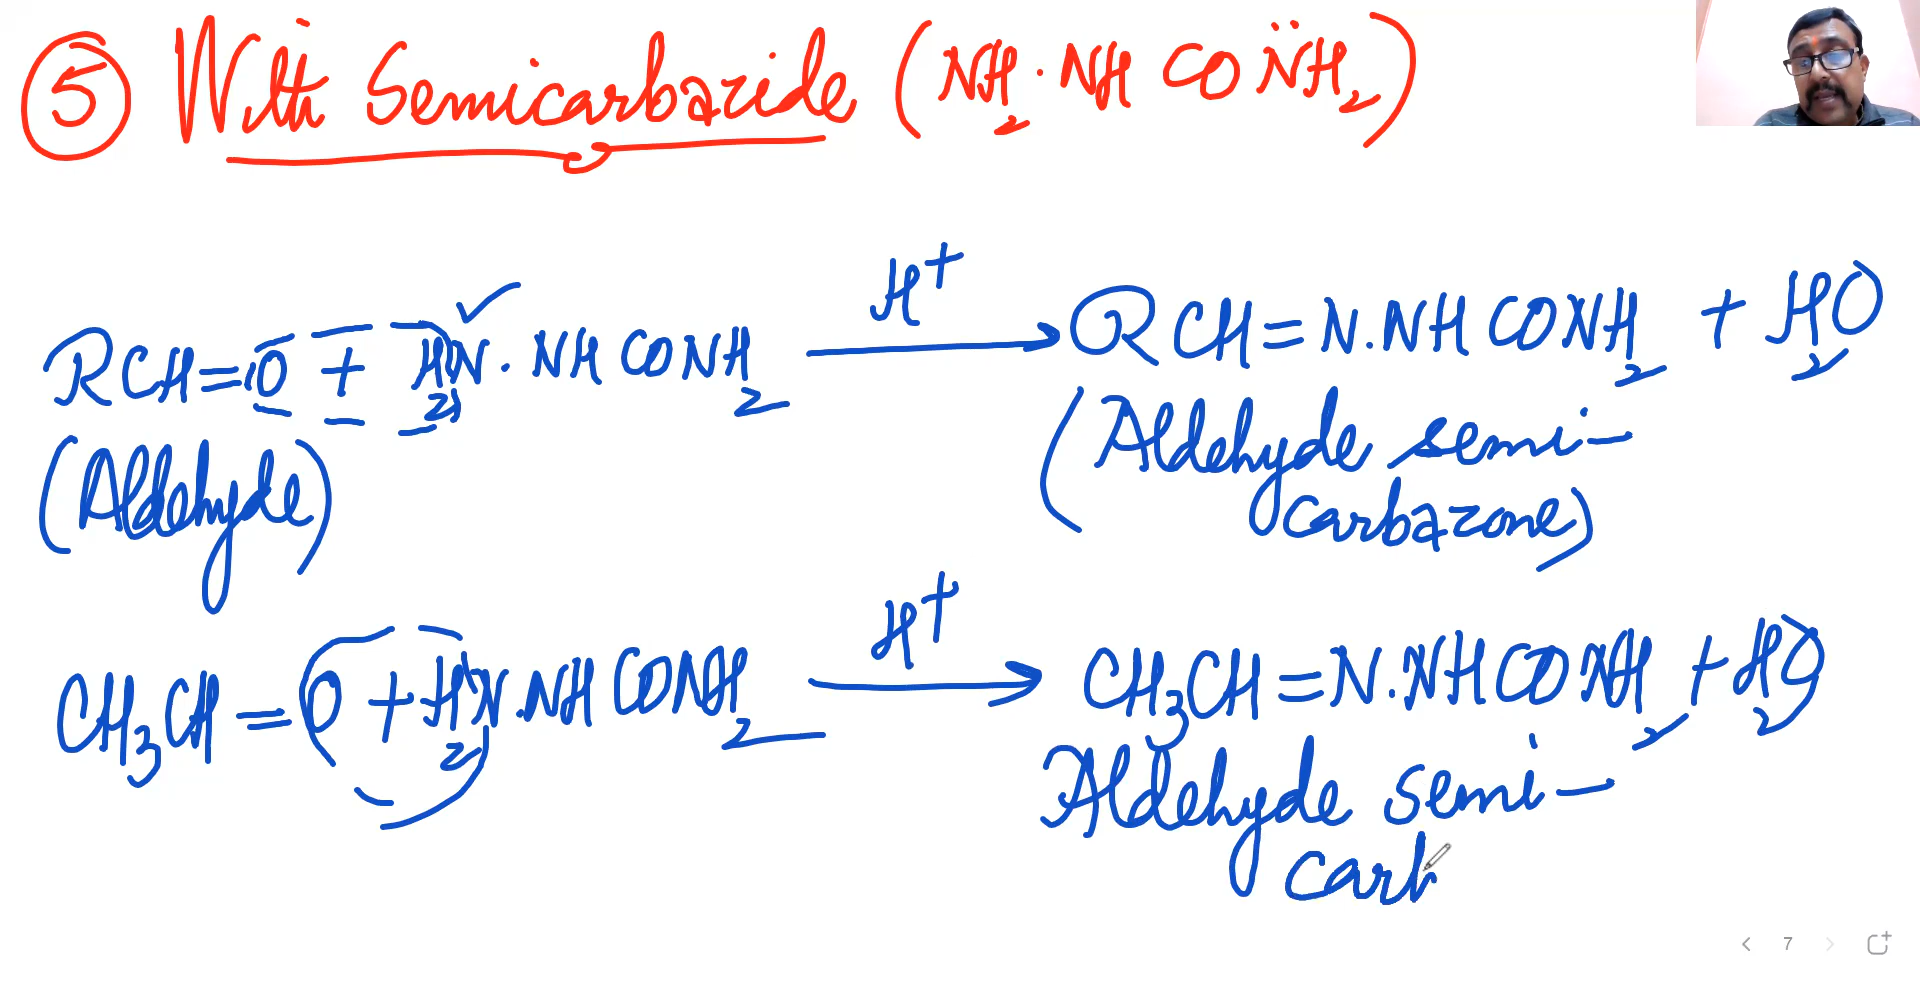 ⑤ With Semicarbazide (NH₂·NH CO N̈H₂)
H⁺
RCH=O + H₂N·NH CONH₂ → RCH=N.NH CONH₂ + H₂O
(Aldehyde) (Aldehyde semi-
carbazone)
H⁺
CH₃CH=O + H₂N.NH CONH₂ → CH₃CH=N.NHCONH₂ + H₂O
Aldehyde semi-
carb
7